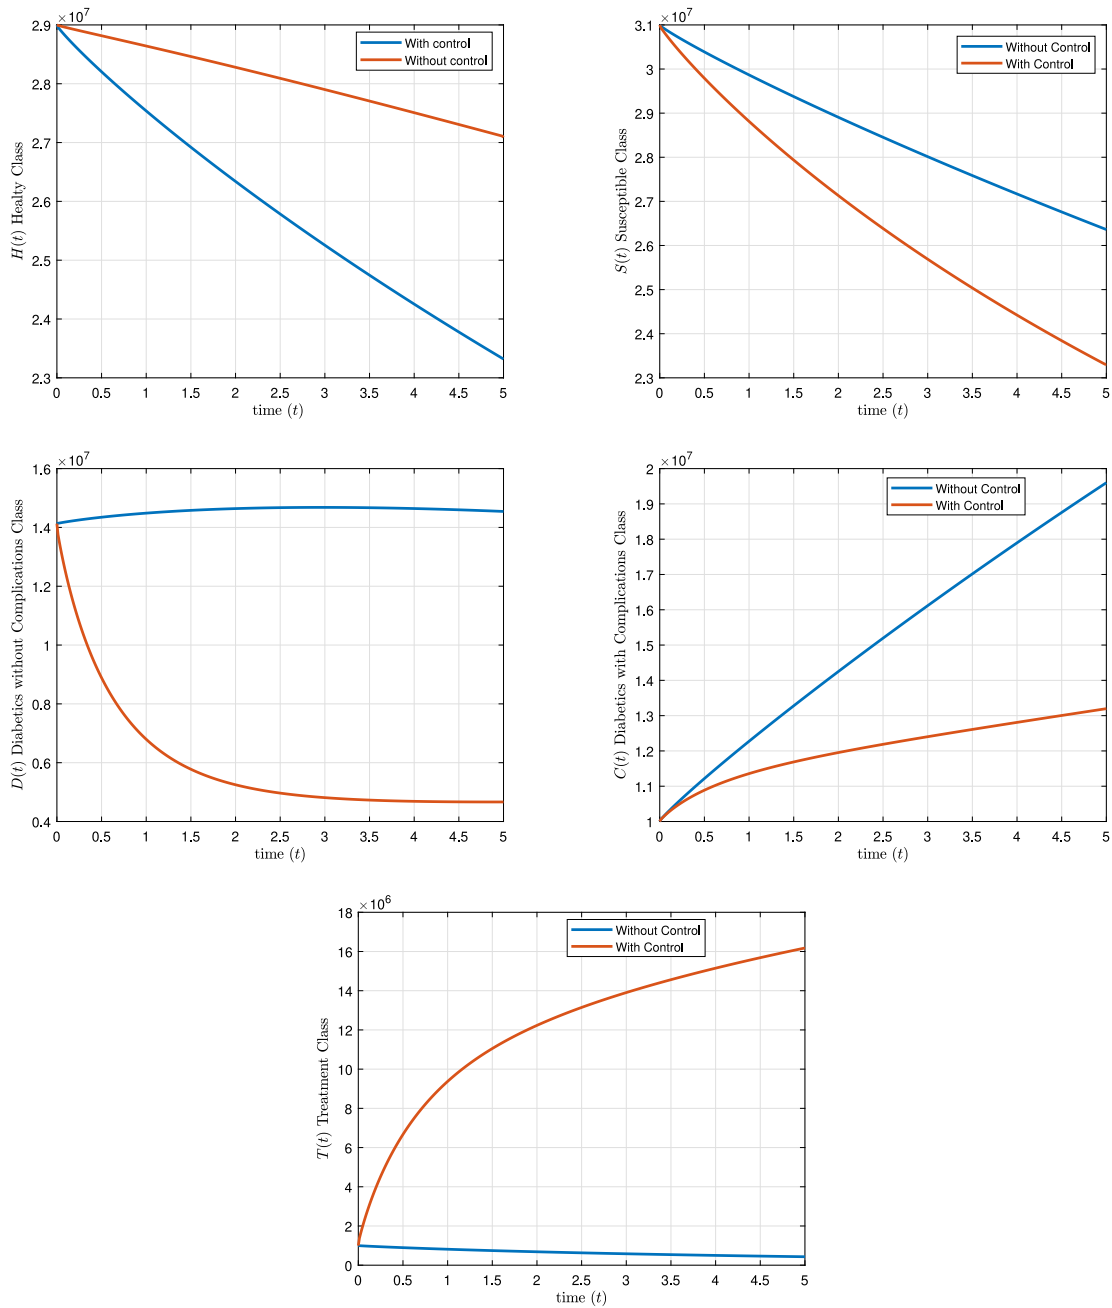 ×10^7
2.9
2.8
2.7
2.6
2.5
2.4
2.3
H(t) Healty Class
With control
Without control
0 0.5 1 1.5 2 2.5 3 3.5 4 4.5 5
time (t)
×10^7
3.1
3
2.9
2.8
2.7
2.6
2.5
2.4
2.3
S(t) Susceptible Class
Without Control
With Control
0 0.5 1 1.5 2 2.5 3 3.5 4 4.5 5
time (t)
×10^7
1.6
1.4
1.2
1
0.8
0.6
0.4
D(t) Diabetics without Complications Class
0 0.5 1 1.5 2 2.5 3 3.5 4 4.5 5
time (t)
×10^7
2
1.9
1.8
1.7
1.6
1.5
1.4
1.3
1.2
1.1
1
C(t) Diabetics with Complications Class
Without Control
With Control
0 0.5 1 1.5 2 2.5 3 3.5 4 4.5 5
time (t)
×10^6
18
16
14
12
10
8
6
4
2
0
T(t) Treatment Class
Without Control
With Control
0 0.5 1 1.5 2 2.5 3 3.5 4 4.5 5
time (t)